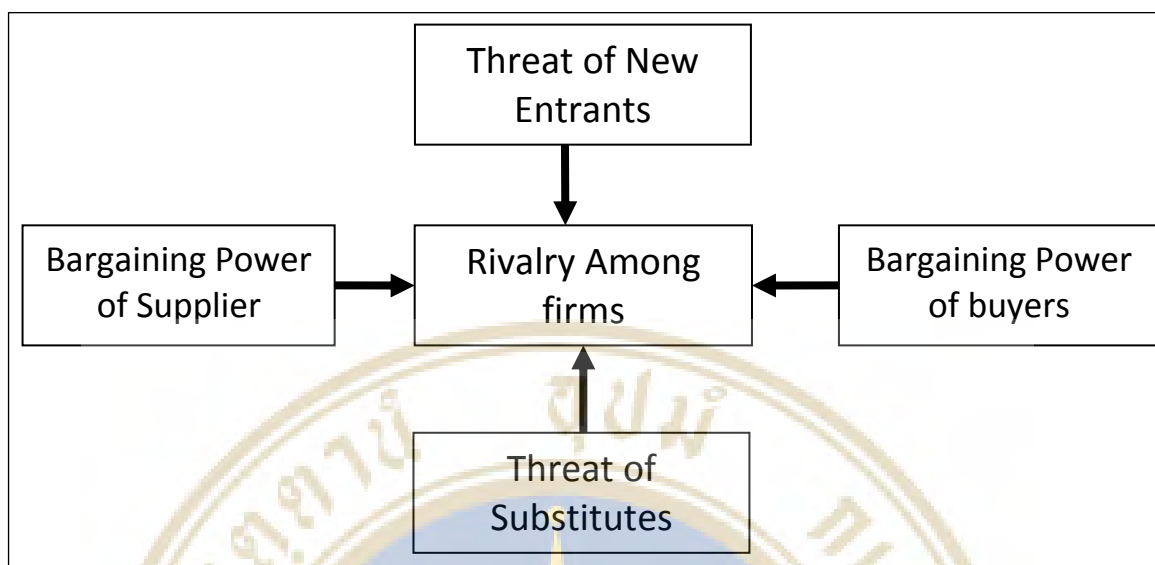 Threat of New
Entrants
Bargaining Power
of Supplier
Rivalry Among
firms
Bargaining Power
of buyers
Threat of
Substitutes